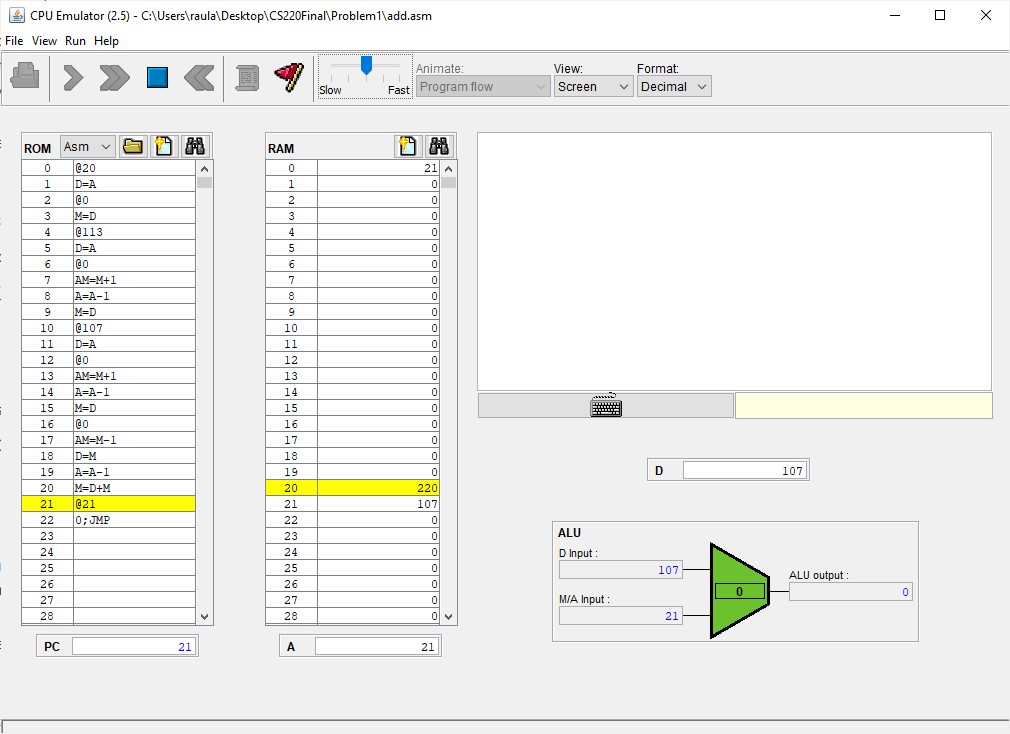 CPU Emulator (2.5) - C:\Users\raula\Desktop\CS220Final\Problem1\add.asm
File View Run Help
Slow Fast
Animate:
Program flow
View:
Screen
Format:
Decimal
ROM Asm
0 @20
1 D=A
2 @0
3 M=D
4 @113
5 D=A
6 @0
7 AM=M+1
8 A=A-1
9 M=D
10 @107
11 D=A
12 @0
13 AM=M+1
14 A=A-1
15 M=D
16 @0
17 AM=M-1
18 D=M
19 A=A-1
20 M=D+M
21 @21
22 0;JMP
23
24
25
26
27
28
PC 21
RAM
0 21
1 0
2 0
3 0
4 0
5 0
6 0
7 0
8 0
9 0
10 0
11 0
12 0
13 0
14 0
15 0
16 0
17 0
18 0
19 0
20 220
21 107
22 0
23 0
24 0
25 0
26 0
27 0
28 0
A 21
D 107
ALU
D Input :
107
M/A Input :
21
0
ALU output :
0